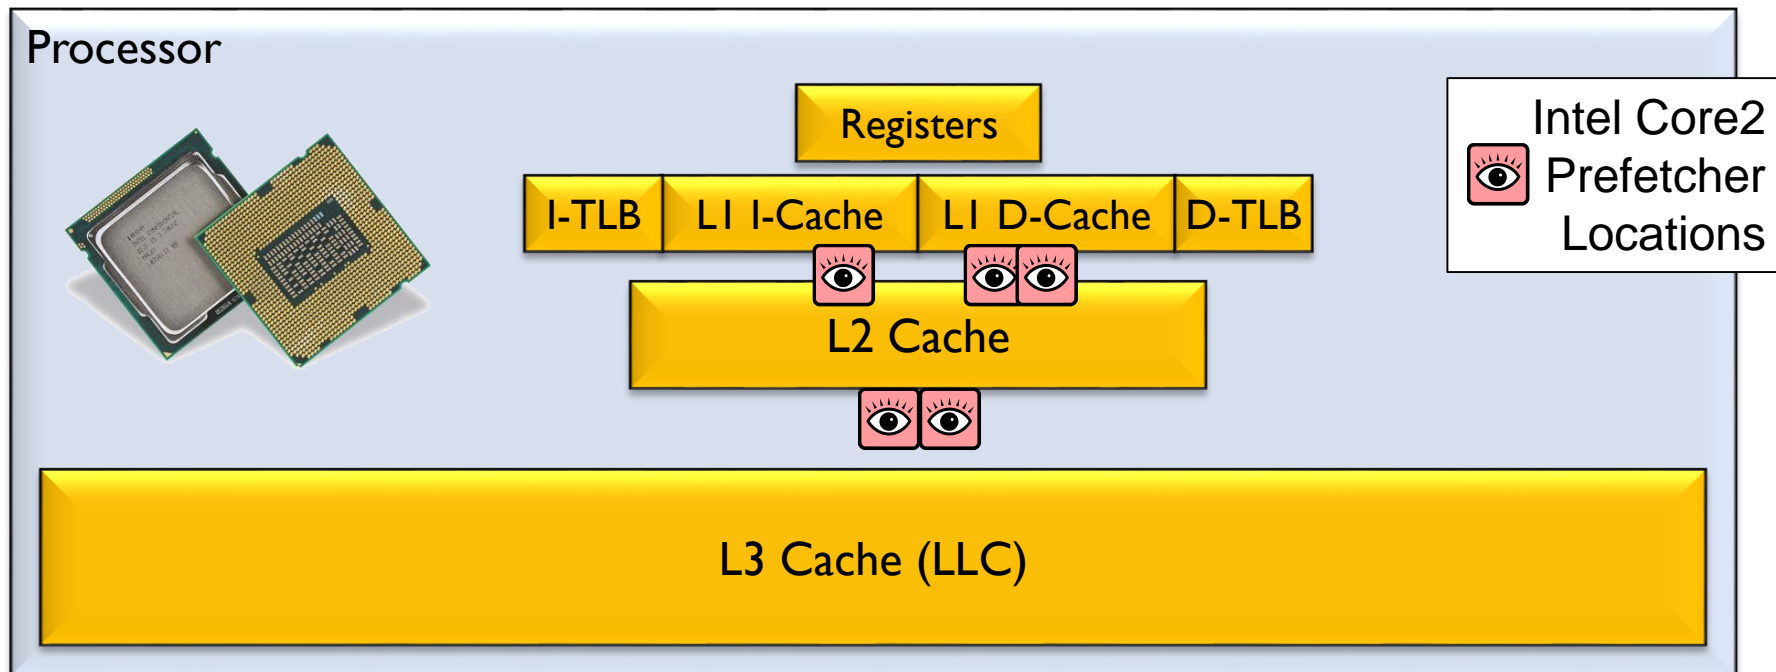 Processor
Registers
I-TLB
L1 I-Cache
L1 D-Cache
D-TLB
L2 Cache
L3 Cache (LLC)
Intel Core2
Prefetcher
Locations